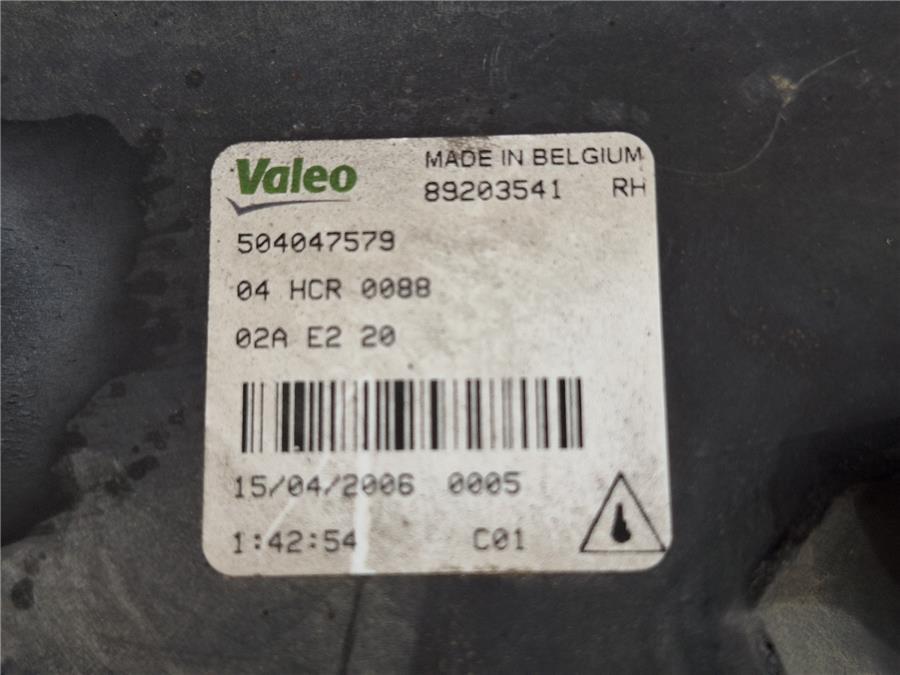 Valeo MADE IN BELGIUM
89203541 RH
504047579
04 HCR 0088
02A E2 20
15/04/2006 0005
1:42:54 C01